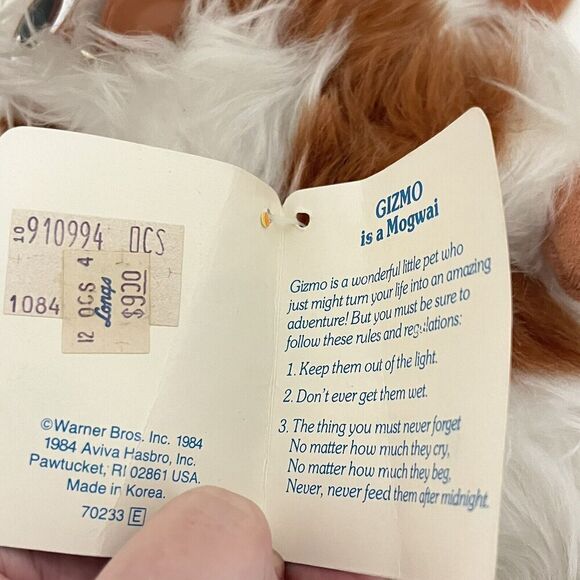 10
910994 OCS
1084
12 OCS 4
Longs
$9.00
©Warner Bros. Inc. 1984
1984 Aviva Hasbro, Inc.
Pawtucket, RI 02861 USA.
Made in Korea.
70233 E
GIZMO
is a Mogwai
Gizmo is a wonderful little pet who
just might turn your life into an amazing
adventure! But you must be sure to
follow these rules and regulations:
1. Keep them out of the light.
2. Don't ever get them wet.
3. The thing you must never forget
No matter how much they cry,
No matter how much they beg,
Never, never feed them after midnight.